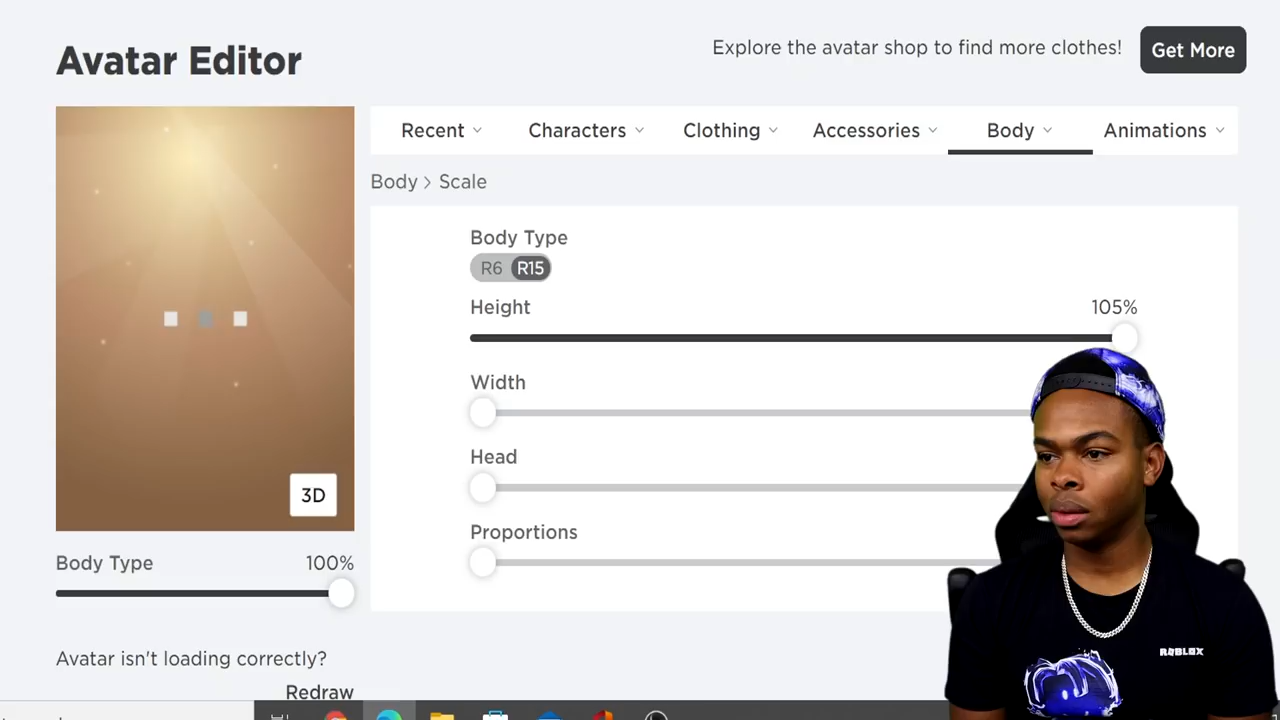 Avatar Editor
Explore the avatar shop to find more clothes!
Get More
Recent
Characters
Clothing
Accessories
Body
Animations
Body > Scale
Body Type
R6 R15
Height 105%
Width
Head
Proportions
3D
Body Type 100%
Avatar isn't loading correctly?
Redraw
ROBLOX